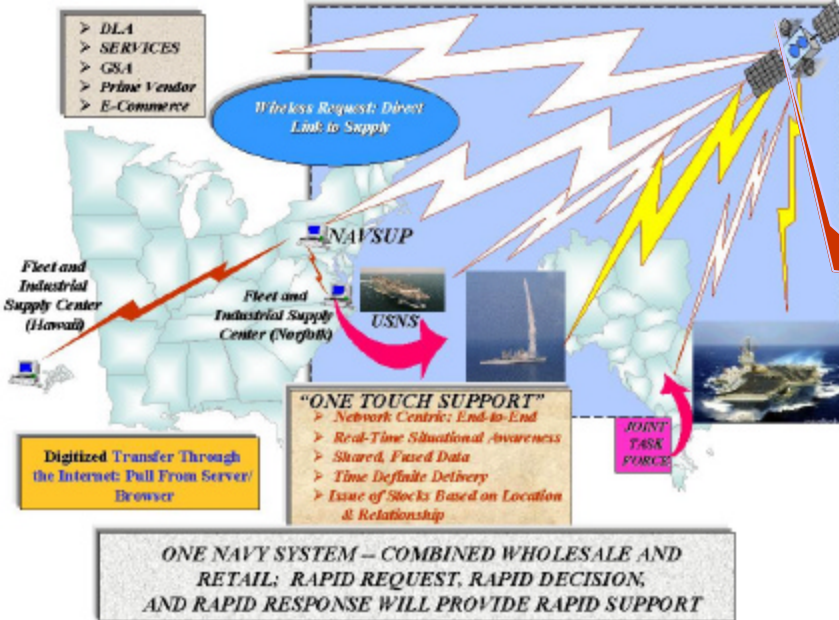 ➢ DLA
➢ SERVICES
➢ GSA
➢ Prime Vendor
➢ E-Commerce
Wireless Request: Direct
Link to Supply
NAVSUP
Fleet and
Industrial
Supply Center
(Hawaii)
Fleet and
Industrial Supply
Center (Norfolk)
USNS
"ONE TOUCH SUPPORT"
➢ Network Centric: End-to-End
➢ Real-Time Situational Awareness
➢ Shared, Fused Data
➢ Time Definite Delivery
➢ Issue of Stocks Based on Location
& Relationship
JOINT
TASK
FORCE
Digitized Transfer Through
the Internet: Pull From Server/
Browser
ONE NAVY SYSTEM -- COMBINED WHOLESALE AND
RETAIL; RAPID REQUEST, RAPID DECISION,
AND RAPID RESPONSE WILL PROVIDE RAPID SUPPORT